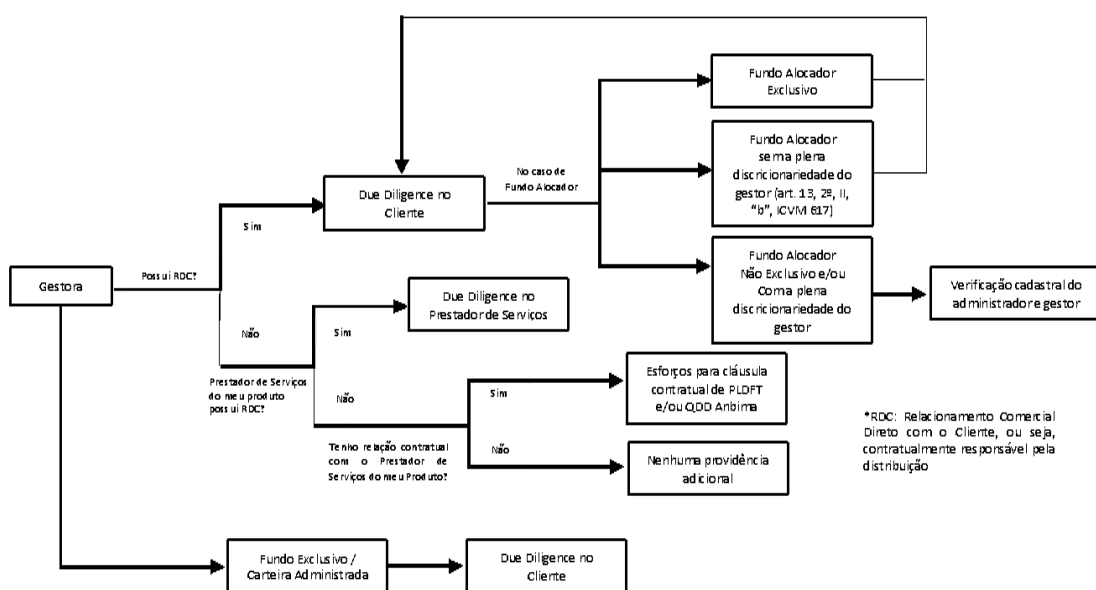 Fundo Alocador
Exclusivo
Fundo Alocador
sem a plena
discricionariedade do
gestor (art. 13, 2º, II,
“b”, ICVM 617)
No caso de
Fundo Alocador
Due Diligence no
Cliente
Sim
Fundo Alocador
Não Exclusivo e/ou
Com a plena
discricionariedade do
gestor
Verificação cadastral do
administrador e gestor
Gestora
Possui RDC?
Due Diligence no
Prestador de Serviços
Não
Sim
Prestador de Serviços
do meu produto
possui RDC?
Esforços para cláusula
contratual de PLDFT
e/ou QDD Anbima
Não
Sim
Tenho relação contratual
com o Prestador de
Serviços do meu Produto?
Não
Nenhuma providência
adicional
*RDC: Relacionamento Comercial
Direto com o Cliente, ou seja,
contratualmente responsável pela
distribuição
Fundo Exclusivo /
Carteira Administrada
Due Diligence no
Cliente